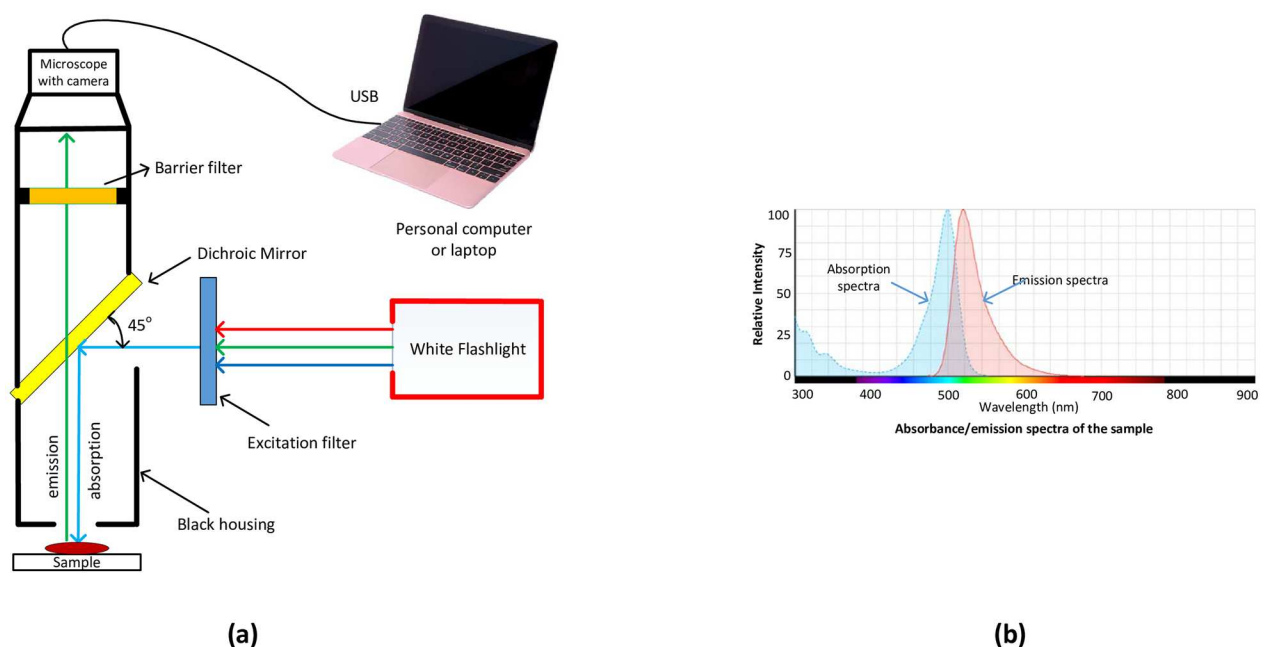 Microscope
with camera
USB
Barrier filter
Personal computer
or laptop
Dichroic Mirror
45°
White Flashlight
Excitation filter
emission
absorption
Black housing
Sample
(a)
100
75
50
25
0
Relative Intensity
Absorption
spectra
Emission spectra
300 400 500 600 700 800 900
Wavelength (nm)
Absorbance/emission spectra of the sample
(b)